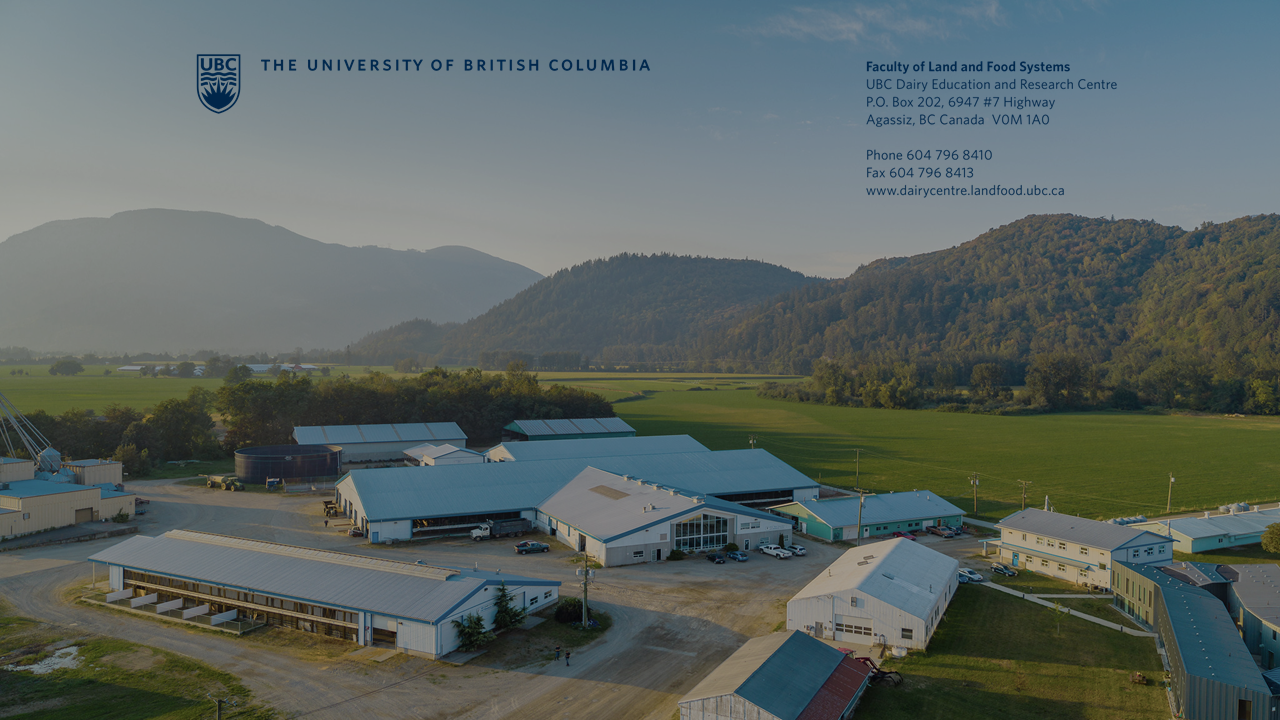 UBC
THE UNIVERSITY OF BRITISH COLUMBIA
Faculty of Land and Food Systems
UBC Dairy Education and Research Centre
P.O. Box 202, 6947 #7 Highway
Agassiz, BC Canada  V0M 1A0
Phone 604 796 8410
Fax 604 796 8413
www.dairycentre.landfood.ubc.ca